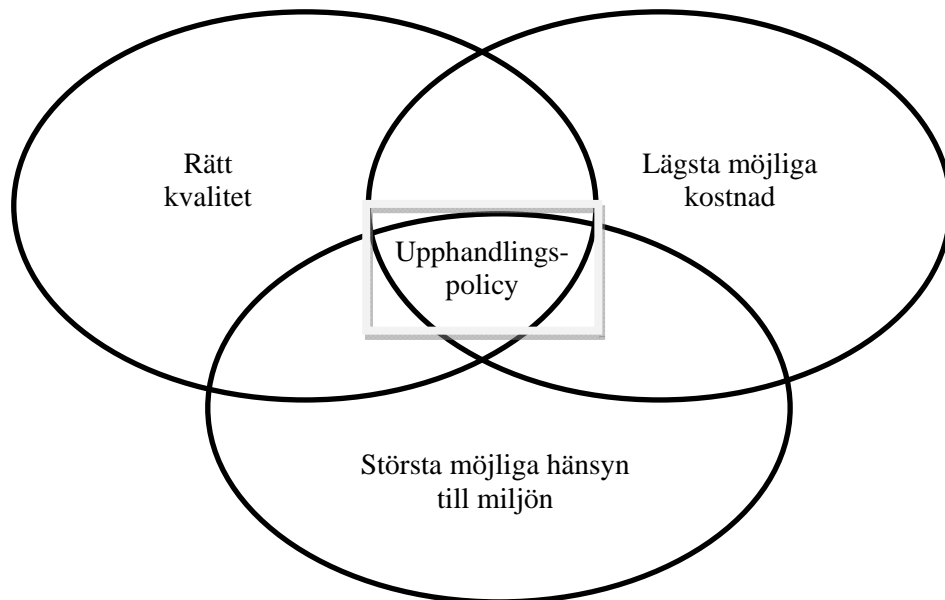 Rätt
kvalitet
Lägsta möjliga
kostnad
Upphandlings-
policy
Största möjliga hänsyn
till miljön